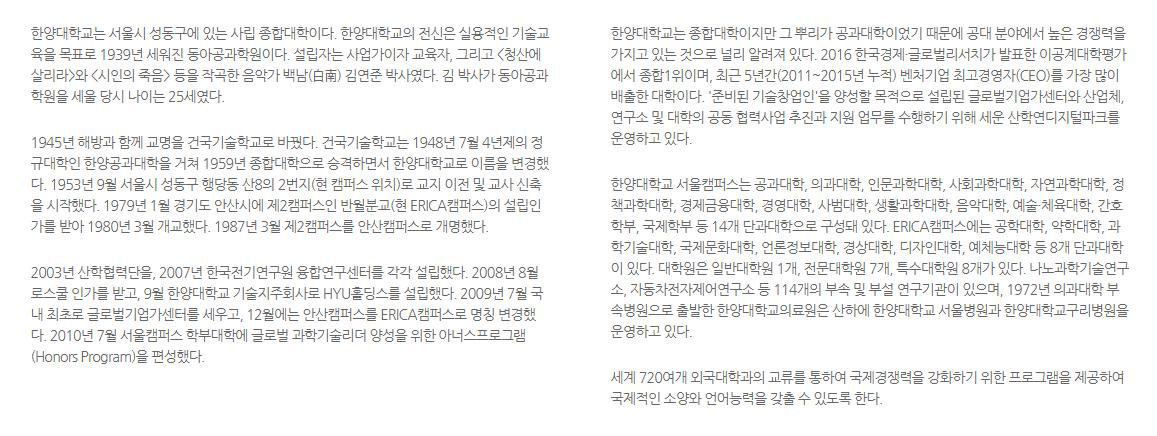 한양대학교는 서울시 성동구에 있는 사립 종합대학이다. 한양대학교의 전신은 실용적인 기술교
육을 목표로 1939년 세워진 동아공과학원이다. 설립자는 사업가이자 교육자, 그리고 <청산에
살리라>와 <시인의 죽음> 등을 작곡한 음악가 백남(白南) 김연준 박사였다. 김 박사가 동아공과
학원을 세울 당시 나이는 25세였다.
1945년 해방과 함께 교명을 건국기술학교로 바꿨다. 건국기술학교는 1948년 7월 4년제의 정
규대학인 한양공과대학을 거쳐 1959년 종합대학으로 승격하면서 한양대학교로 이름을 변경했
다. 1953년 9월 서울시 성동구 행당동 산8의 2번지(현 캠퍼스 위치)로 교지 이전 및 교사 신축
을 시작했다. 1979년 1월 경기도 안산시에 제2캠퍼스인 반월분교(현 ERICA캠퍼스)의 설립인
가를 받아 1980년 3월 개교했다. 1987년 3월 제2캠퍼스를 안산캠퍼스로 개명했다.
2003년 산학협력단을, 2007년 한국전기연구원 융합연구센터를 각각 설립했다. 2008년 8월
로스쿨 인가를 받고, 9월 한양대학교 기술지주회사로 HYU홀딩스를 설립했다. 2009년 7월 국
내 최초로 글로벌기업가센터를 세우고, 12월에는 안산캠퍼스를 ERICA캠퍼스로 명칭 변경했
다. 2010년 7월 서울캠퍼스 학부대학에 글로벌 과학기술리더 양성을 위한 아너스프로그램
(Honors Program)을 편성했다.
한양대학교는 종합대학이지만 그 뿌리가 공과대학이었기 때문에 공대 분야에서 높은 경쟁력을
가지고 있는 것으로 널리 알려져 있다. 2016 한국경제·글로벌리서치가 발표한 이공계대학평가
에서 종합1위이며, 최근 5년간(2011~2015년 누적) 벤처기업 최고경영자(CEO)를 가장 많이
배출한 대학이다. '준비된 기술창업인'을 양성할 목적으로 설립된 글로벌기업가센터와 산업체,
연구소 및 대학의 공동 협력사업 추진과 지원 업무를 수행하기 위해 세운 산학연디지털파크를
운영하고 있다.
한양대학교 서울캠퍼스는 공과대학, 의과대학, 인문과학대학, 사회과학대학, 자연과학대학, 정
책과학대학, 경제금융대학, 경영대학, 사범대학, 생활과학대학, 음악대학, 예술·체육대학, 간호
학부, 국제학부 등 14개 단과대학으로 구성돼 있다. ERICA캠퍼스에는 공학대학, 약학대학, 과
학기술대학, 국제문화대학, 언론정보대학, 경상대학, 디자인대학, 예체능대학 등 8개 단과대학
이 있다. 대학원은 일반대학원 1개, 전문대학원 7개, 특수대학원 8개가 있다. 나노과학기술연구
소, 자동차전자제어연구소 등 114개의 부속 및 부설 연구기관이 있으며, 1972년 의과대학 부
속병원으로 출발한 한양대학교의료원은 산하에 한양대학교 서울병원과 한양대학교구리병원을
운영하고 있다.
세계 720여개 외국대학과의 교류를 통하여 국제경쟁력을 강화하기 위한 프로그램을 제공하여
국제적인 소양와 언어능력을 갖출 수 있도록 한다.